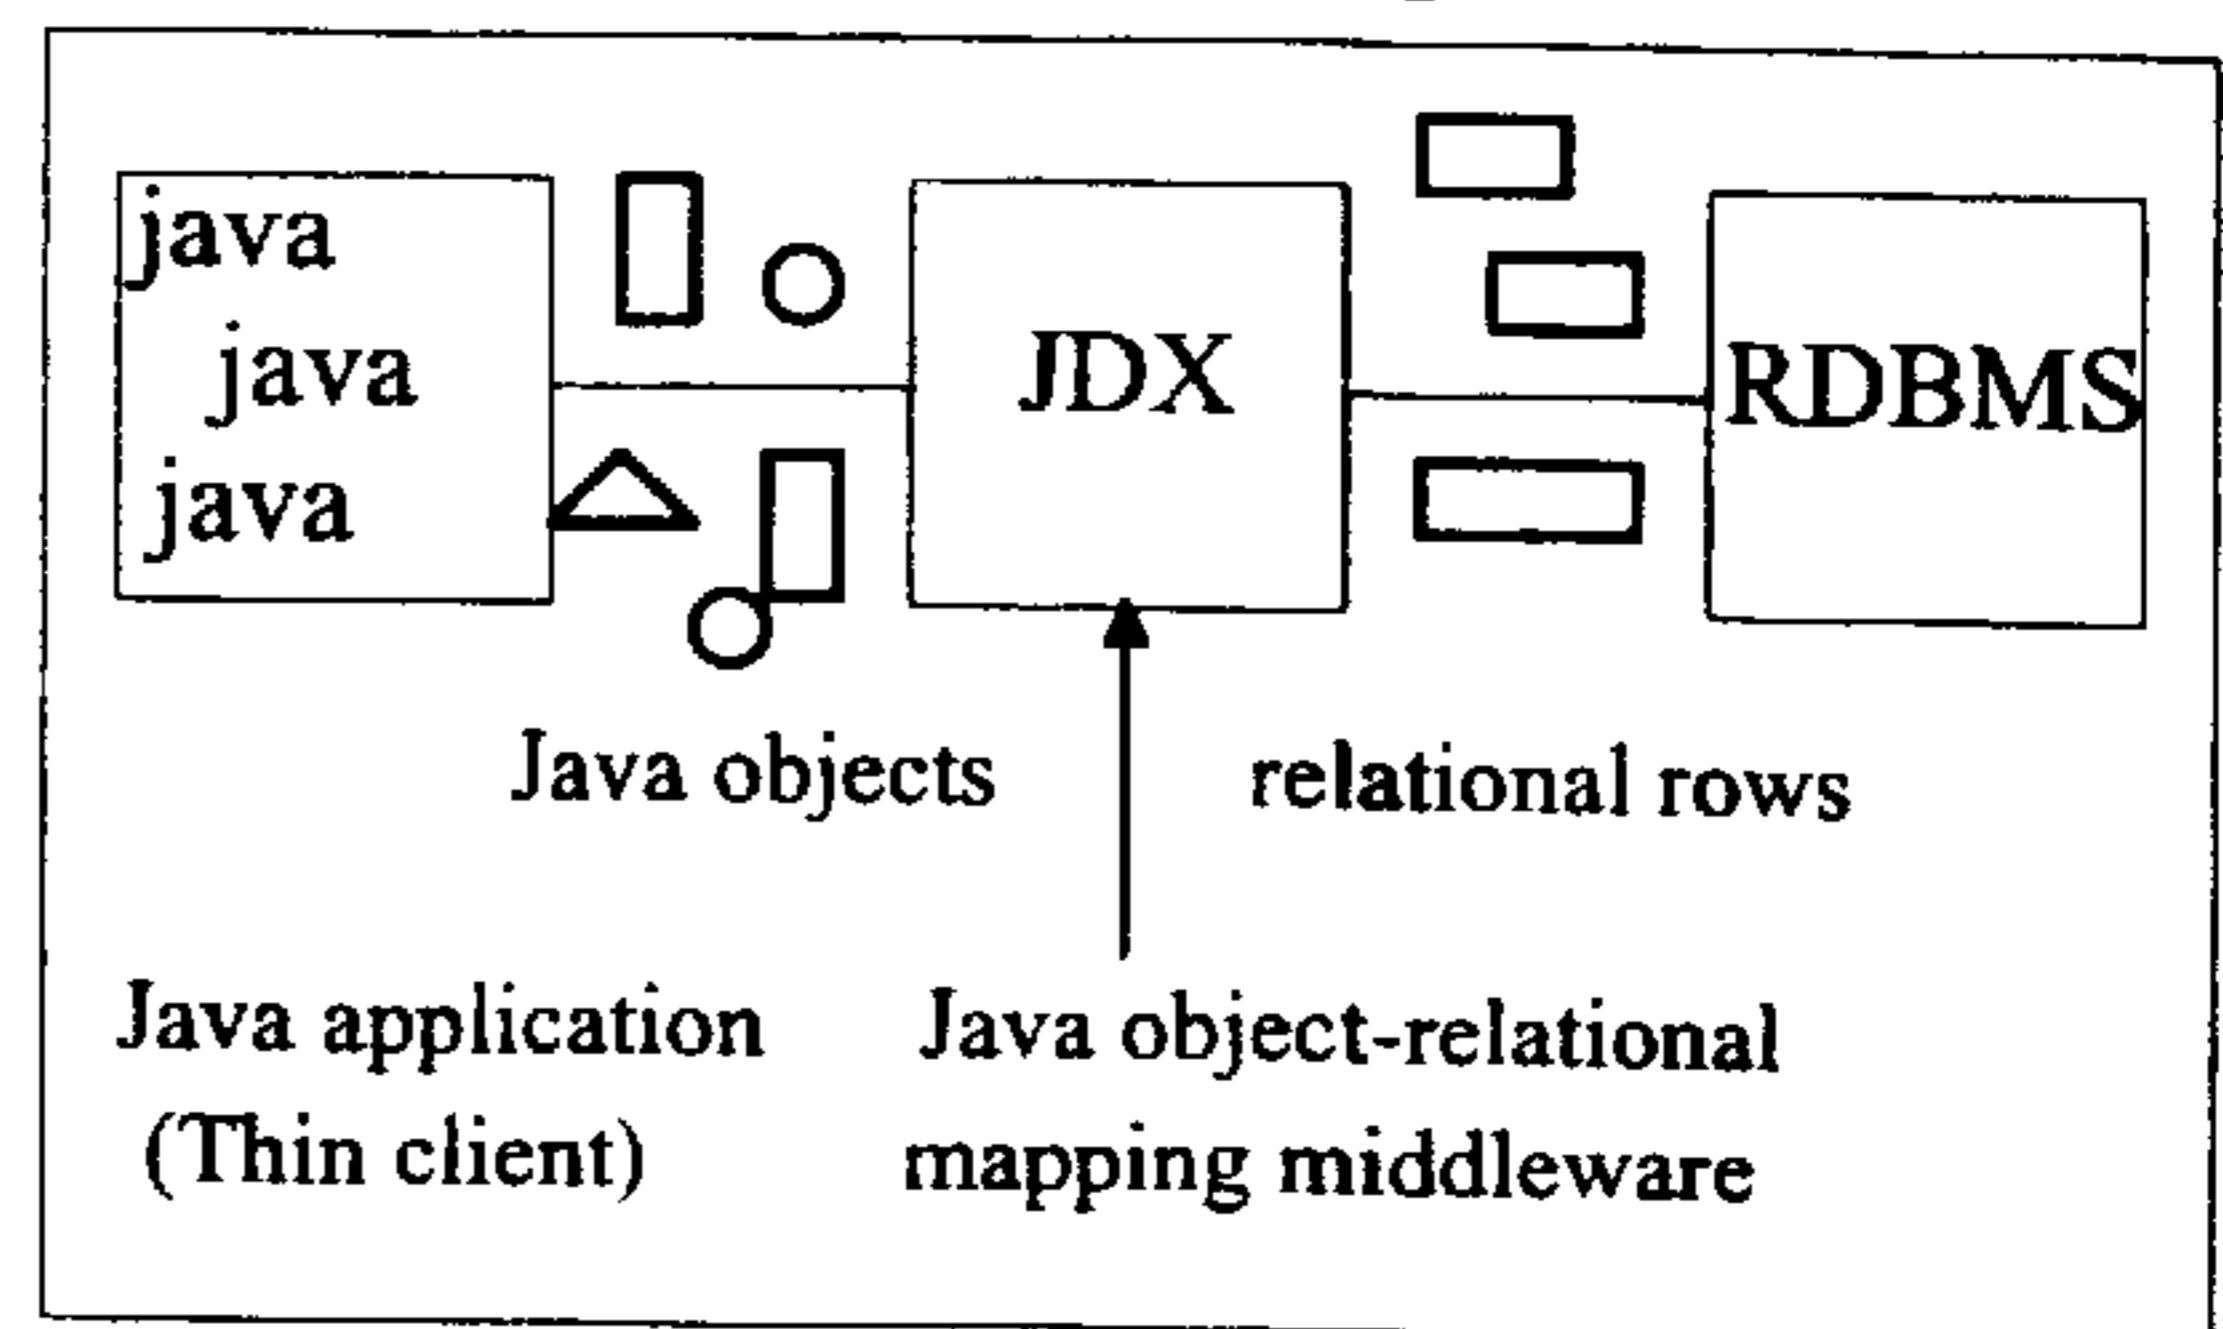 java
java
java
JDX
RDBMS
Java objects
relational rows
Java application
(Thin client)
Java object-relational
mapping middleware